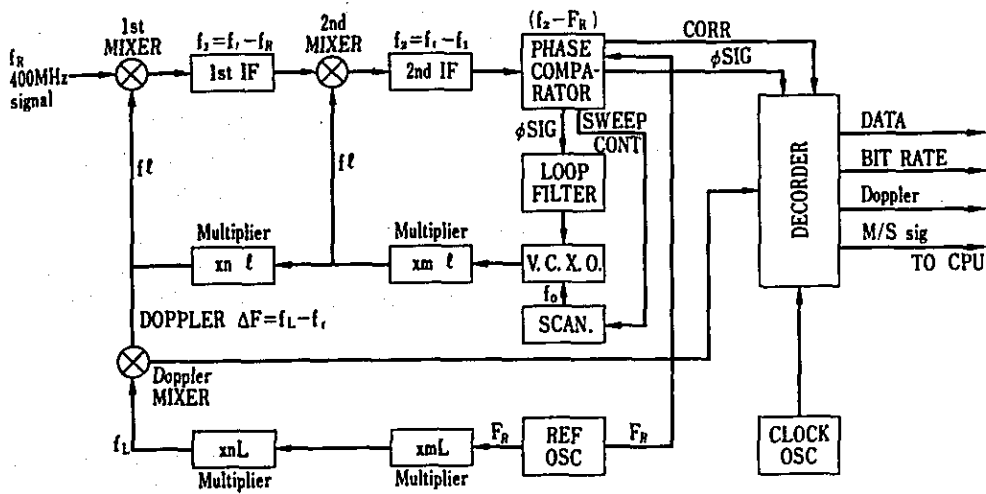 1st
MIXER
f_R
400MHz
signal
f₁=f_ℓ−f_R
1st IF
2nd
MIXER
f₂=f_ℓ−f₁
2nd IF
(f₂−F_R)
PHASE
COMPA-
RATOR
CORR
φSIG
φSIG
SWEEP
CONT
LOOP
FILTER
fℓ
fℓ
Multiplier
xn ℓ
Multiplier
xm ℓ
V. C. X. O.
f₀
SCAN.
DECORDER
DATA
BIT RATE
Doppler
M/S sig
TO CPU
DOPPLER ΔF=f_L−f_ℓ
Doppler
MIXER
f_L
xnL
Multiplier
xmL
Multiplier
F_R
REF
OSC
F_R
CLOCK
OSC